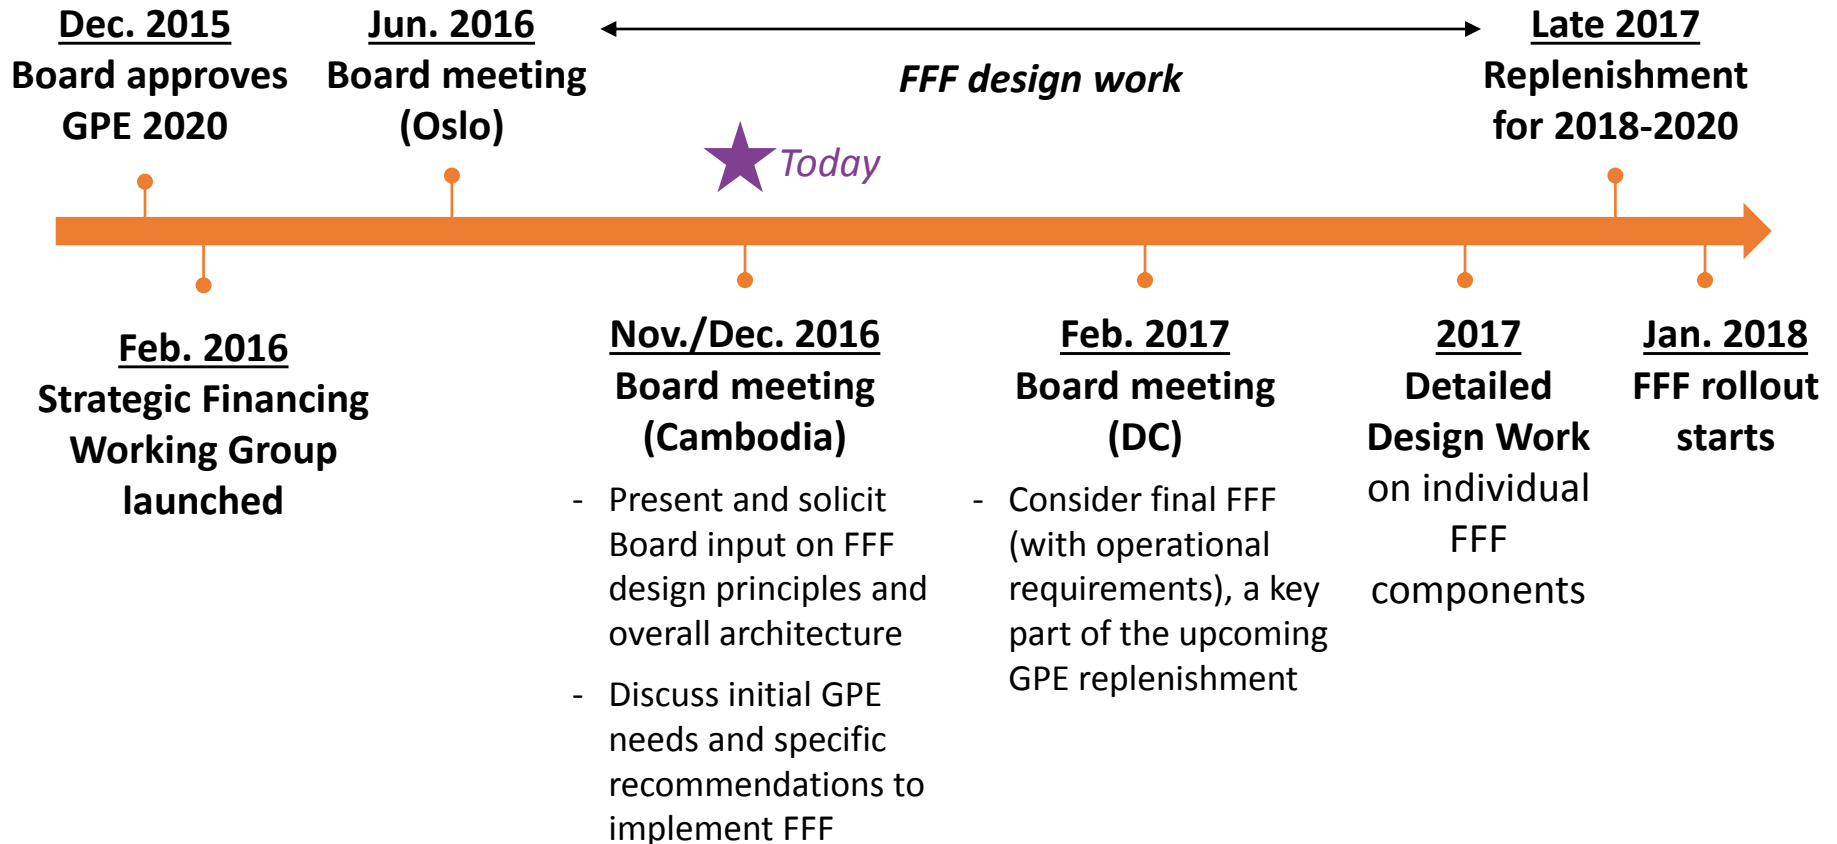 Dec. 2015
Board approves
GPE 2020
Jun. 2016
Board meeting
(Oslo)
FFF design work
Today
Late 2017
Replenishment
for 2018-2020
Feb. 2016
Strategic Financing
Working Group
launched
Nov./Dec. 2016
Board meeting
(Cambodia)
- Present and solicit
Board input on FFF
design principles and
overall architecture
- Discuss initial GPE
needs and specific
recommendations to
implement FFF
Feb. 2017
Board meeting
(DC)
- Consider final FFF
(with operational
requirements), a key
part of the upcoming
GPE replenishment
2017
Detailed
Design Work
on individual
FFF
components
Jan. 2018
FFF rollout
starts